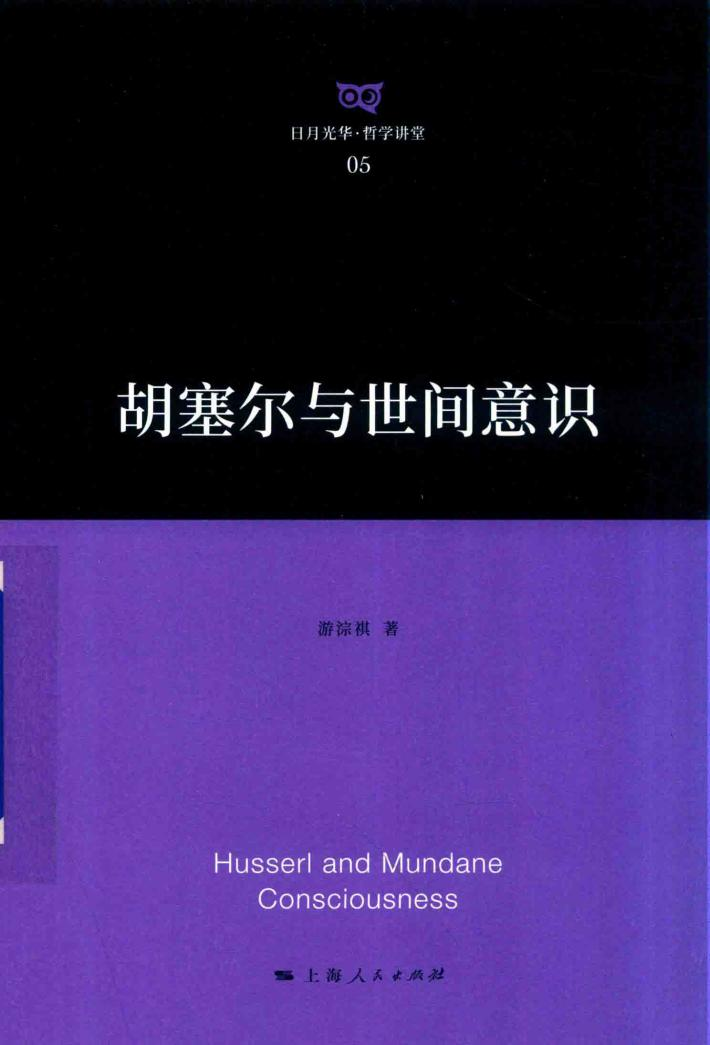 日月光华·哲学讲堂
05
胡塞尔与世间意识
游淙祺 著
Husserl and Mundane
Consciousness
上海人民出版社